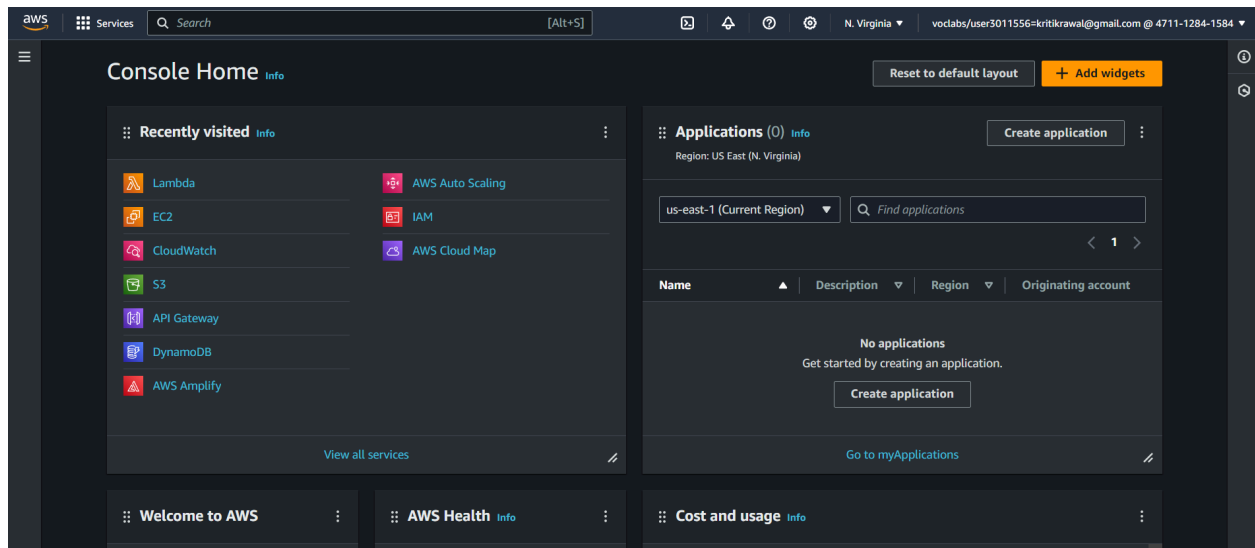 aws Services Search [Alt+S] N. Virginia voclabs/user3011556=kritikrawal@gmail.com @ 4711-1284-1584
Console Home Info
Reset to default layout
+ Add widgets
Recently visited Info
Lambda
EC2
CloudWatch
S3
API Gateway
DynamoDB
AWS Amplify
AWS Auto Scaling
IAM
AWS Cloud Map
View all services
Applications (0) Info
Region: US East (N. Virginia)
Create application
us-east-1 (Current Region)
Find applications
1
Name Description Region Originating account
No applications
Get started by creating an application.
Create application
Go to myApplications
Welcome to AWS
AWS Health Info
Cost and usage Info